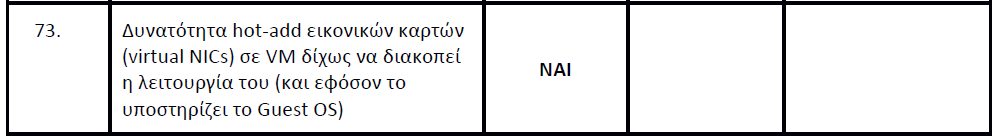 73.
Δυνατότητα hot-add εικονικών καρτών
(virtual NICs) σε VM δίχως να διακοπεί
η λειτουργία του (και εφόσον το
υποστηρίζει το Guest OS)
ΝΑΙ